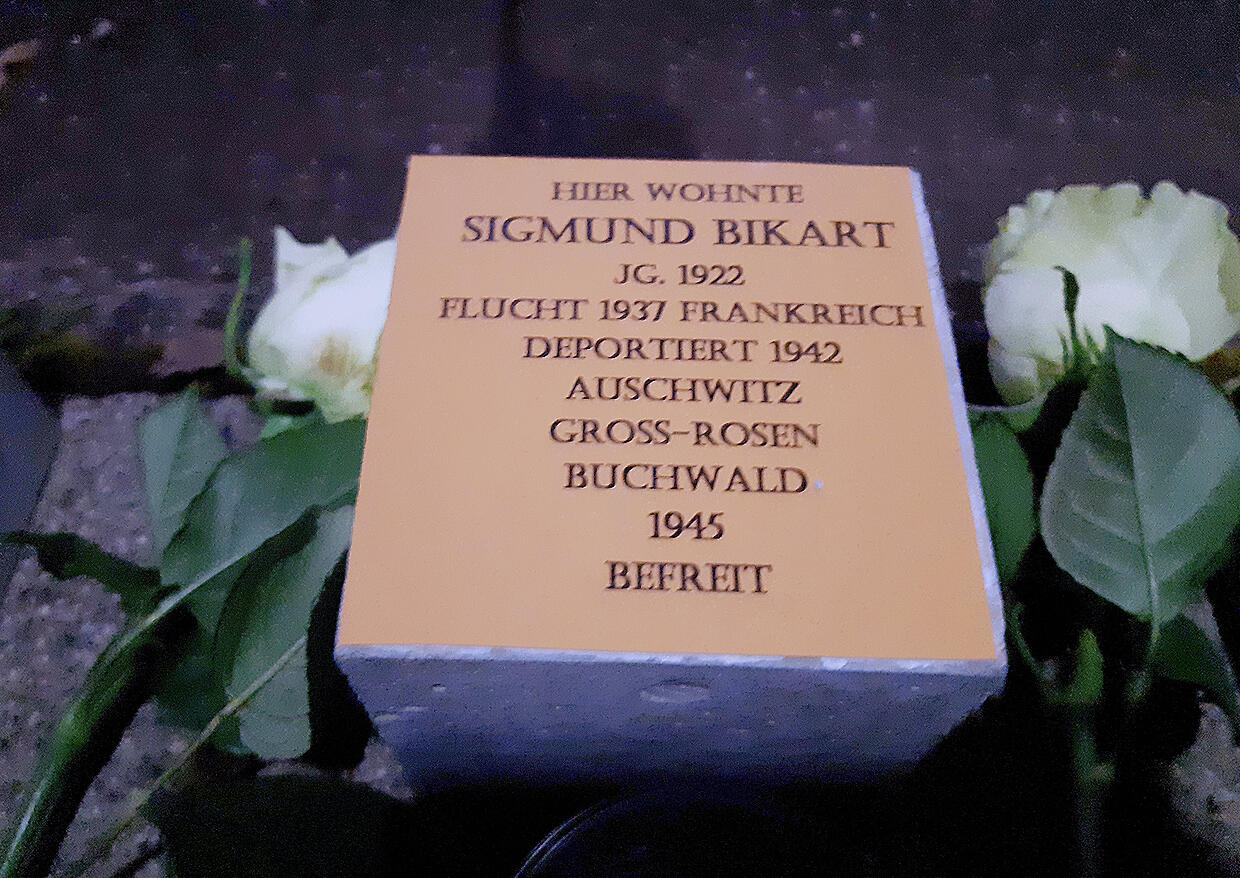 HIER WOHNTE
SIGMUND BIKART
JG. 1922
FLUCHT 1937 FRANKREICH
DEPORTIERT 1942
AUSCHWITZ
GROSS-ROSEN
BUCHWALD
1945
BEFREIT